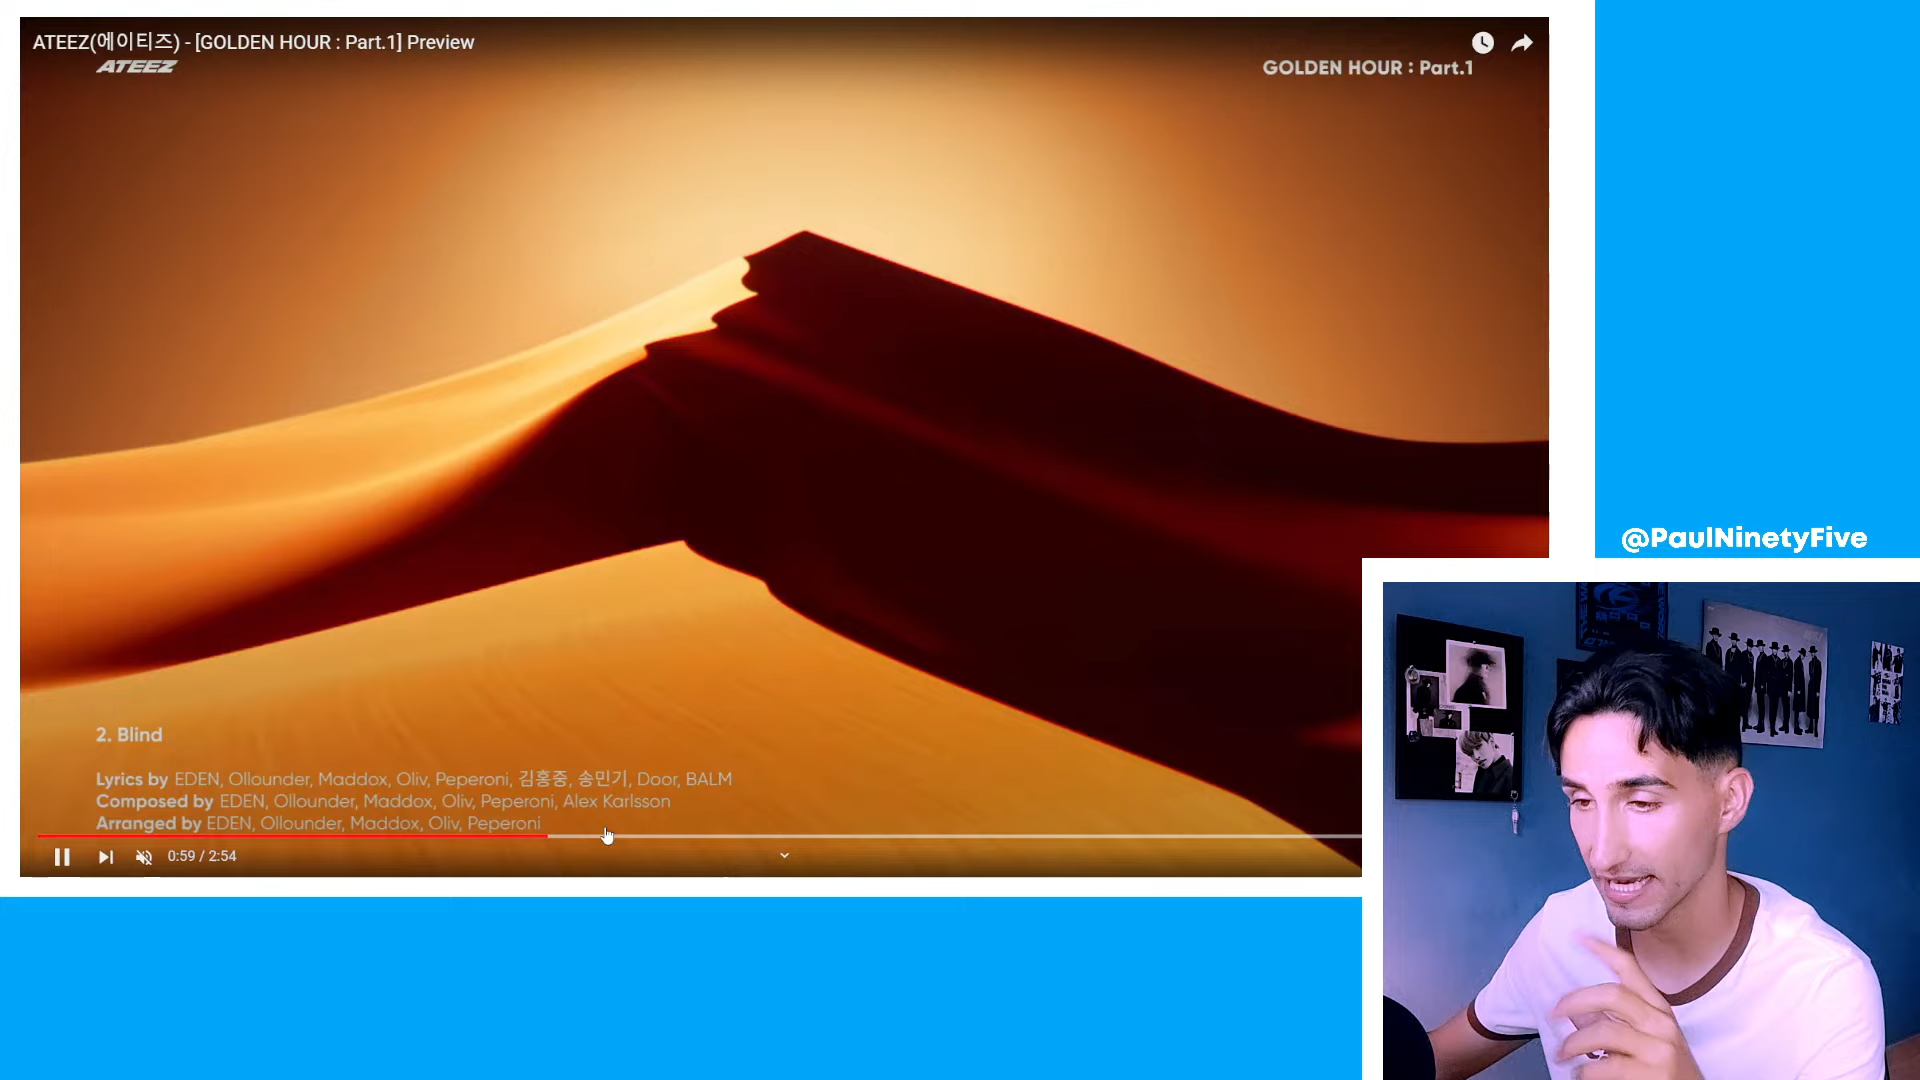 ATEEZ(에이티즈) - [GOLDEN HOUR : Part.1] Preview
ATEEZ
GOLDEN HOUR : Part.1
@PaulNinetyFive
2. Blind
Lyrics by EDEN, Ollounder, Maddox, Oliv, Peperoni, 김홍중, 송민기, Door, BALM
Composed by EDEN, Ollounder, Maddox, Oliv, Peperoni, Alex Karlsson
Arranged by EDEN, Ollounder, Maddox, Oliv, Peperoni
0:59 / 2:54